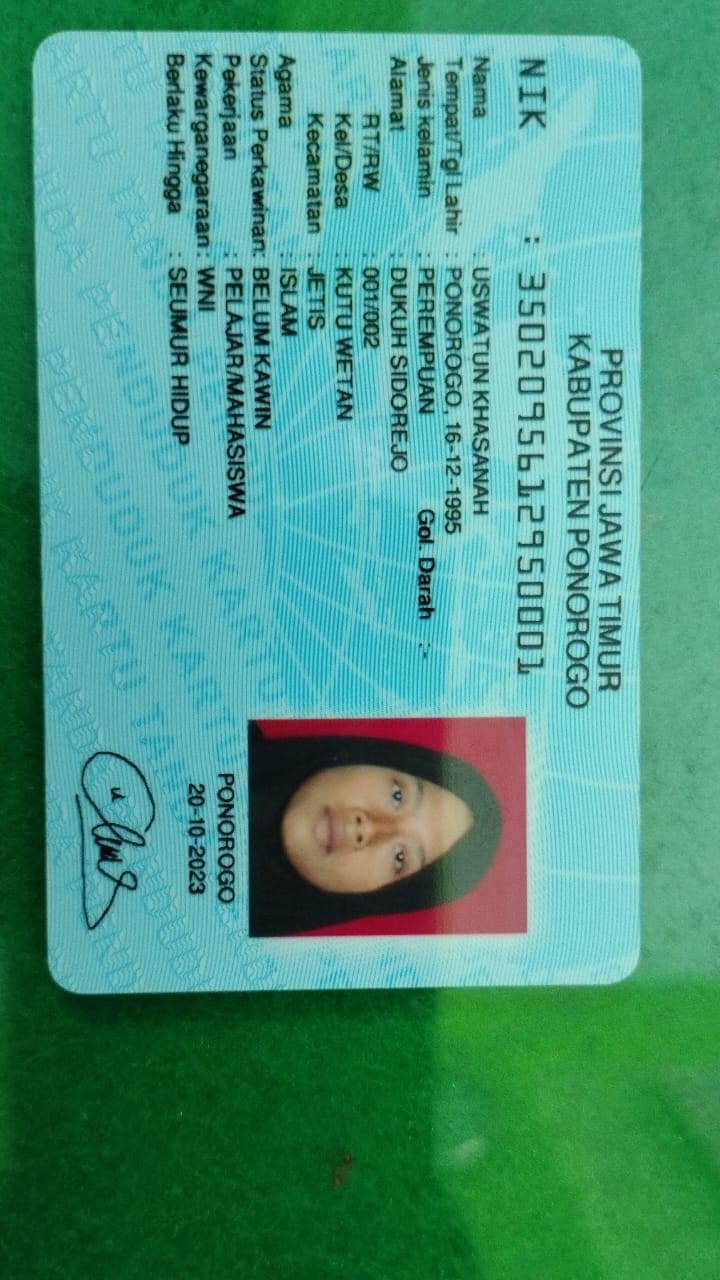 PROVINSI JAWA TIMUR
KABUPATEN PONOROGO
NIK : 3502095612950001
Nama : USWATUN KHASANAH
Tempat/Tgl Lahir : PONOROGO, 16-12-1995
Jenis kelamin : PEREMPUAN Gol. Darah : -
Alamat : DUKUH SIDOREJO
RT/RW : 001/002
Kel/Desa : KUTU WETAN
Kecamatan : JETIS
Agama : ISLAM
Status Perkawinan: BELUM KAWIN
Pekerjaan : PELAJAR/MAHASISWA
Kewarganegaraan : WNI
Berlaku Hingga : SEUMUR HIDUP
PONOROGO
20-10-2023